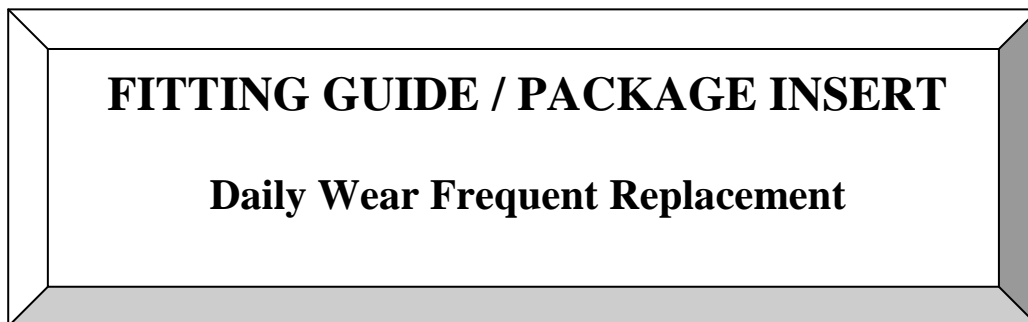 FITTING GUIDE / PACKAGE INSERT
Daily Wear Frequent Replacement